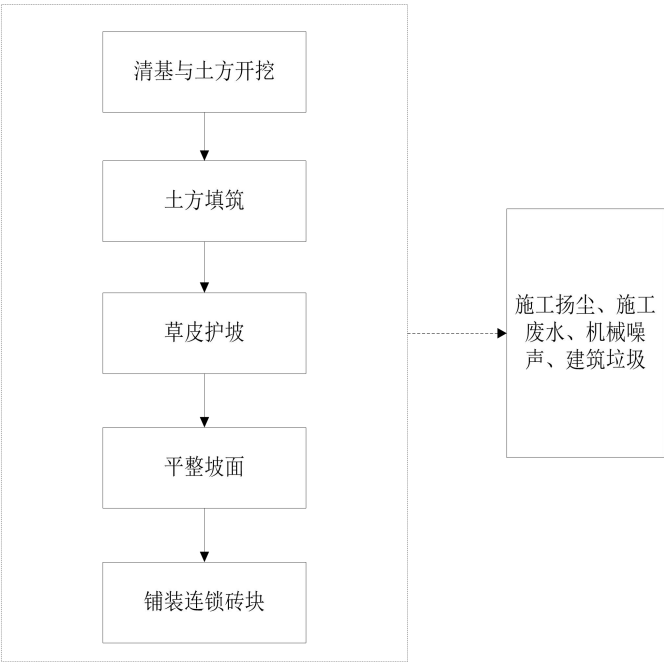 清基与土方开挖
土方填筑
草皮护坡
平整坡面
铺装连锁砖块
施工扬尘、施工
废水、机械噪
声、建筑垃圾